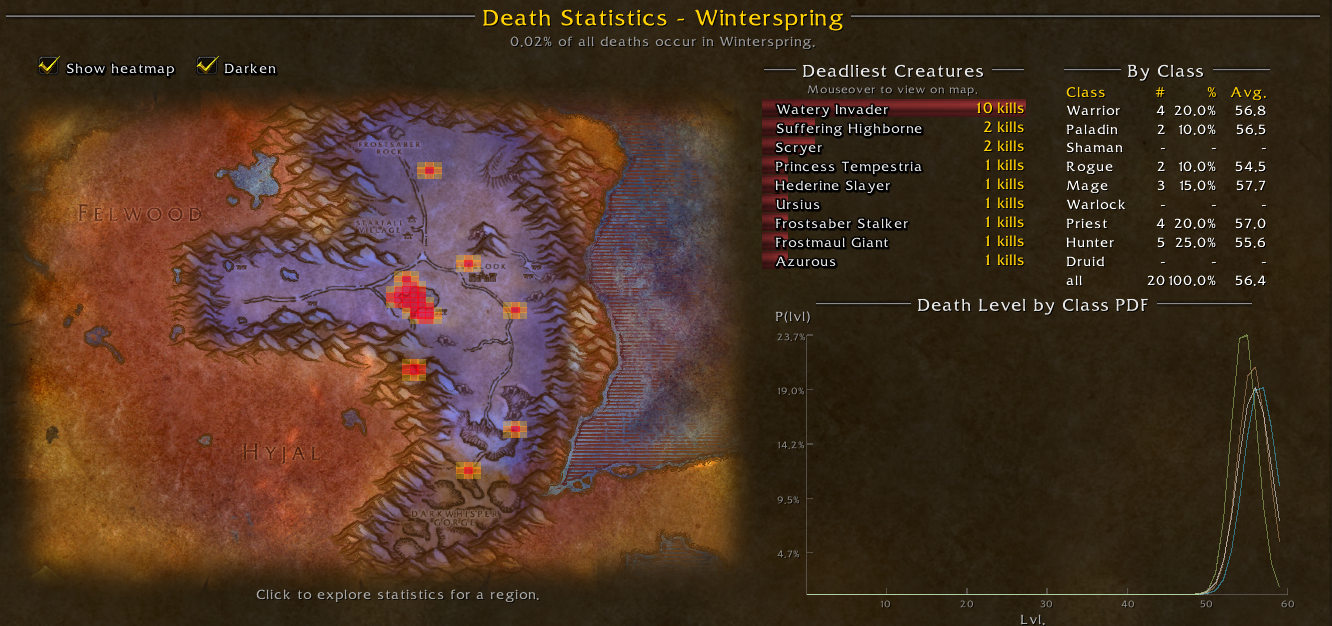 Death Statistics - Winterspring
0,02% of all deaths occur in Winterspring.
Show heatmap
Darken
FROSTSABER
ROCK
FELWOOD
STARFALL
VILLAGE
HYJAL
DARKWHISPER
GORGE
Click to explore statistics for a region.
Deadliest Creatures
Mouseover to view on map.
Watery Invader 10 kills
Suffering Highborne 2 kills
Scryer 2 kills
Princess Tempestria 1 kills
Hederine Slayer 1 kills
Ursius 1 kills
Frostsaber Stalker 1 kills
Frostmaul Giant 1 kills
Azurous 1 kills
By Class
Class # % Avg.
Warrior 4 20,0% 56,8
Paladin 2 10,0% 56,5
Shaman - - -
Rogue 2 10,0% 54,5
Mage 3 15,0% 57,7
Warlock - - -
Priest 4 20,0% 57,0
Hunter 5 25,0% 55,6
Druid - - -
all 20 100,0% 56,4
Death Level by Class PDF
P(lvl)
23,7%
19,0%
14,2%
9,5%
4,7%
10 20 30 40 50 60
Lvl.